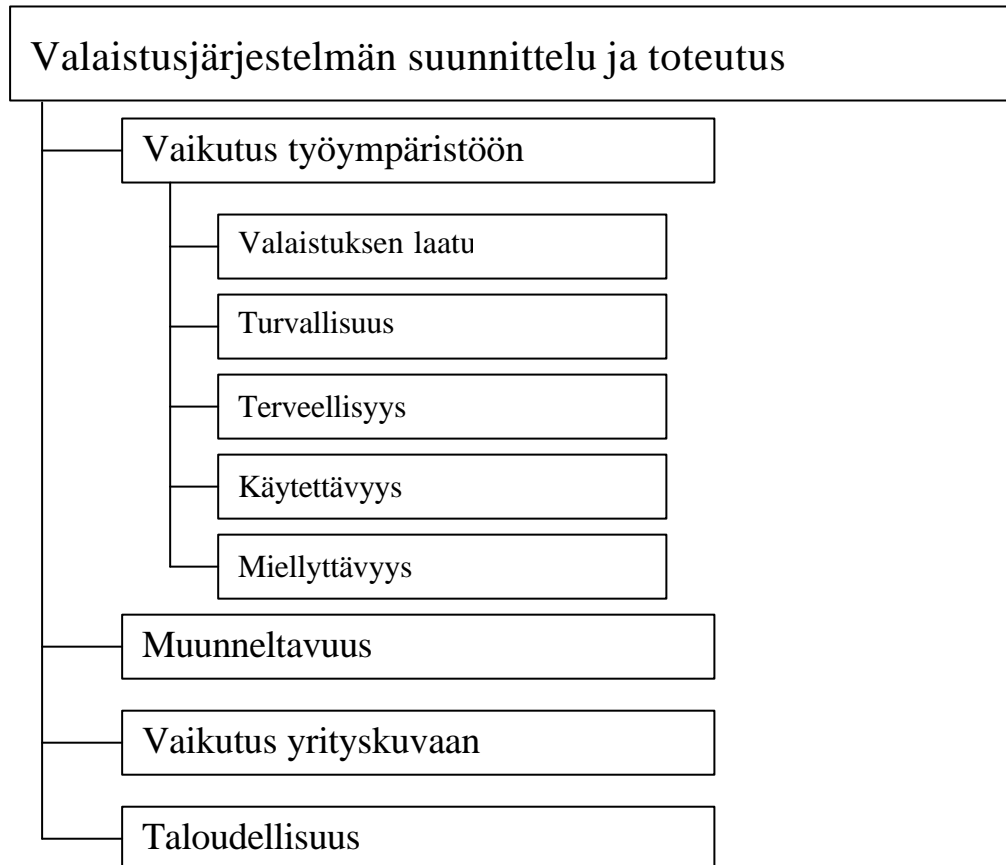 Valaistusjärjestelmän suunnittelu ja toteutus
Vaikutus työympäristöön
Valaistuksen laatu
Turvallisuus
Terveellisyys
Käytettävyys
Miellyttävyys
Muunneltavuus
Vaikutus yrityskuvaan
Taloudellisuus